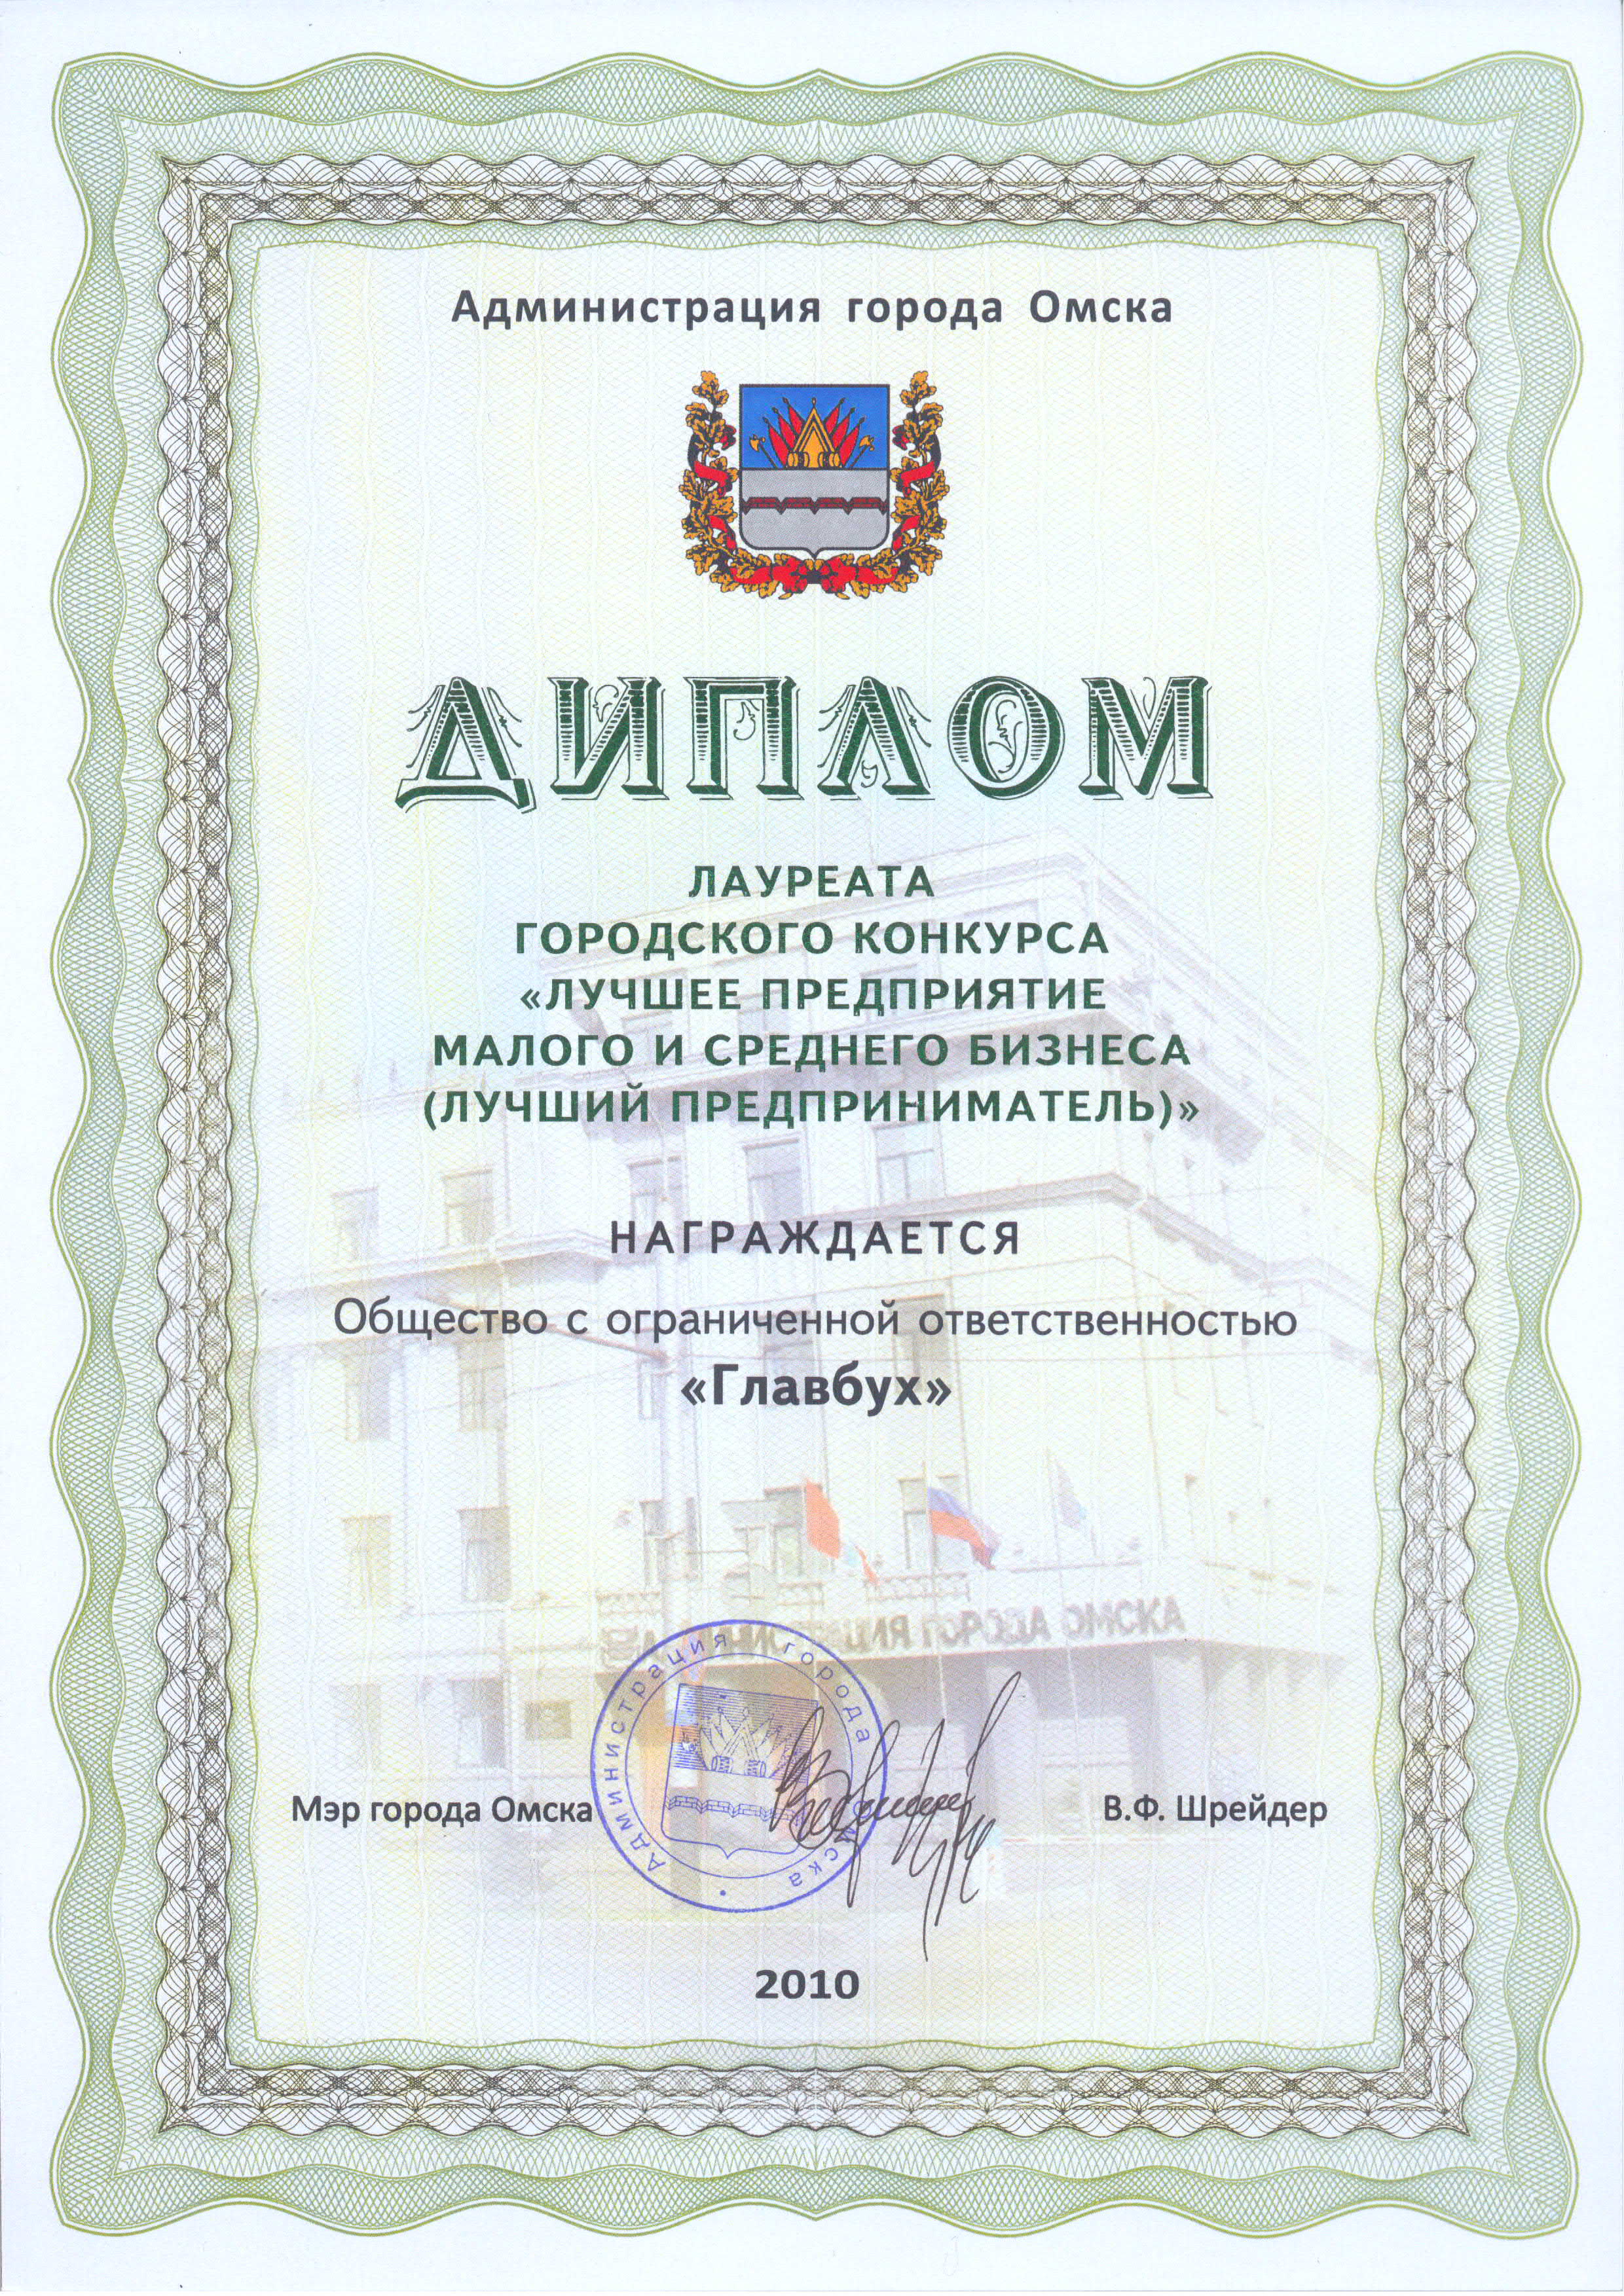 Администрация города Омска
ДИПЛОМ
ЛАУРЕАТА
ГОРОДСКОГО КОНКУРСА
«ЛУЧШЕЕ ПРЕДПРИЯТИЕ
МАЛОГО И СРЕДНЕГО БИЗНЕСА
(ЛУЧШИЙ ПРЕДПРИНИМАТЕЛЬ)»
НАГРАЖДАЕТСЯ
Общество с ограниченной ответственностью
«Главбух»
АДМИНИСТРАЦИЯ ГОРОДА ОМСКА
Администрация города Омска
Мэр города Омска
В.Ф. Шрейдер
2010